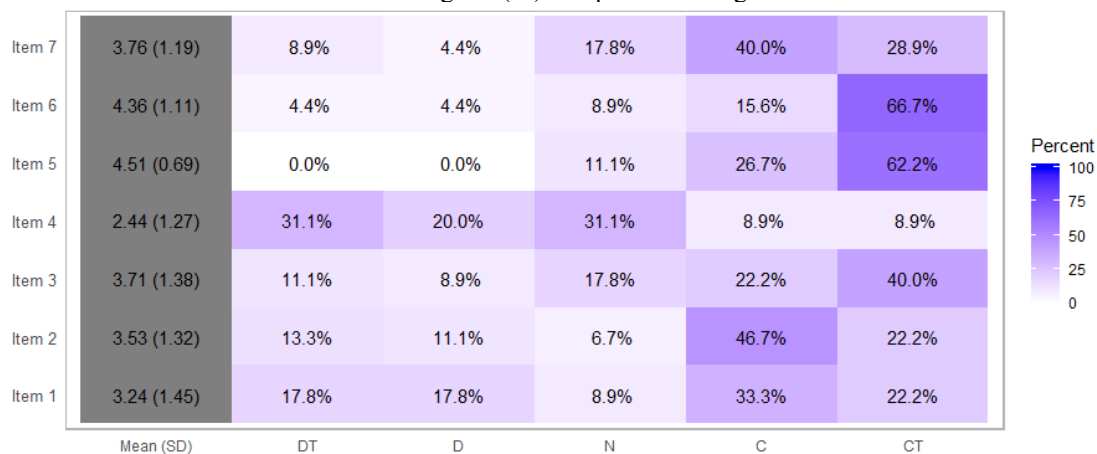 Item 7 3.76 (1.19) 8.9% 4.4% 17.8% 40.0% 28.9%
Item 6 4.36 (1.11) 4.4% 4.4% 8.9% 15.6% 66.7%
Item 5 4.51 (0.69) 0.0% 0.0% 11.1% 26.7% 62.2%
Item 4 2.44 (1.27) 31.1% 20.0% 31.1% 8.9% 8.9%
Item 3 3.71 (1.38) 11.1% 8.9% 17.8% 22.2% 40.0%
Item 2 3.53 (1.32) 13.3% 11.1% 6.7% 46.7% 22.2%
Item 1 3.24 (1.45) 17.8% 17.8% 8.9% 33.3% 22.2%
Mean (SD) DT D N C CT
Percent
100
75
50
25
0